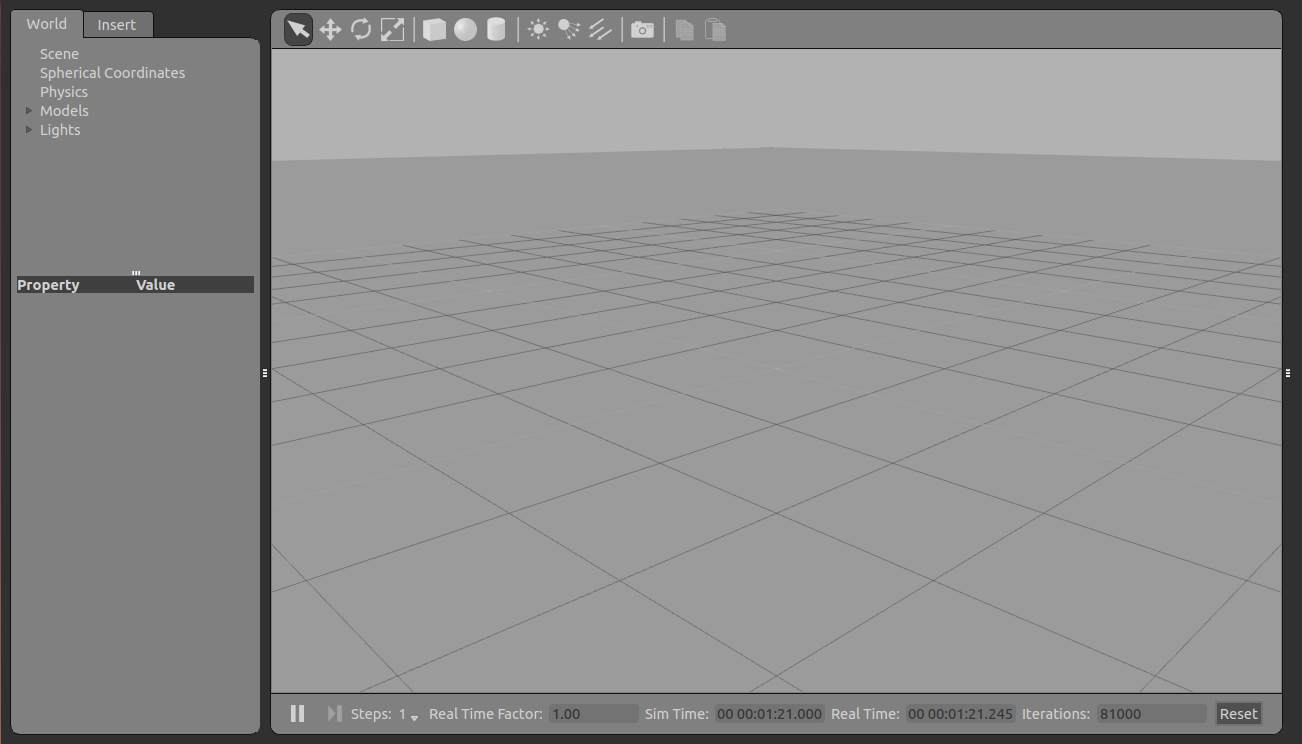 World Insert
Scene
Spherical Coordinates
Physics
Models
Lights
Property Value
Steps: 1 Real Time Factor: 1.00 Sim Time: 00 00:01:21.000 Real Time: 00 00:01:21.245 Iterations: 81000 Reset